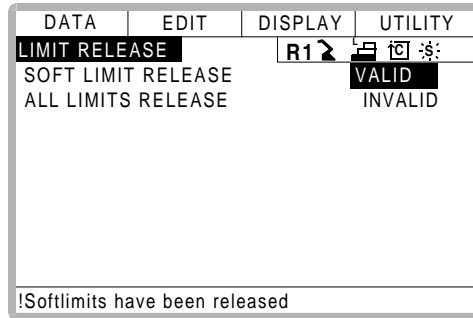 DATA EDIT DISPLAY UTILITY
LIMIT RELEASE R1 C S
SOFT LIMIT RELEASE VALID
ALL LIMITS RELEASE INVALID
!Softlimits have been released